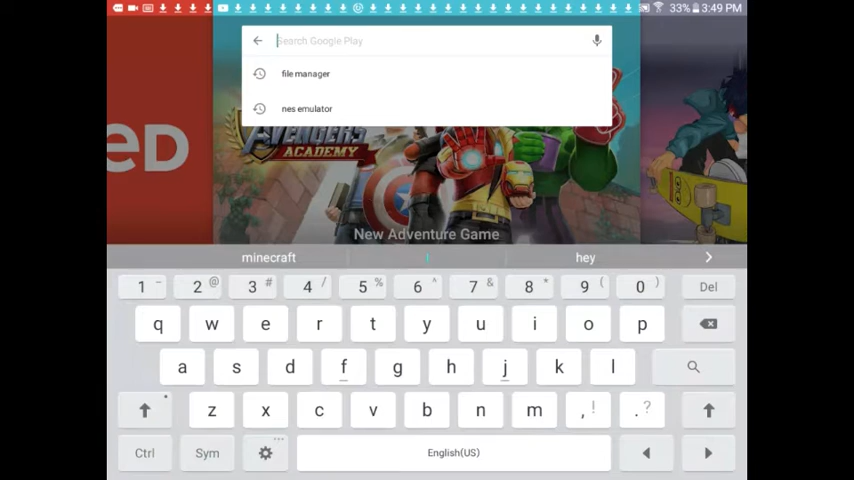 33% 3:49 PM
Search Google Play
file manager
nes emulator
ED
AVENGERS
ACADEMY
New Adventure Game
minecraft i hey
1 - 2 @ 3 # 4 / 5 % 6 ^ 7 & 8 * 9 ( 0 ) Del
q w e r t y u i o p
a s d f g h j k l
z x c v b n m , ! . ?
Ctrl Sym English(US)